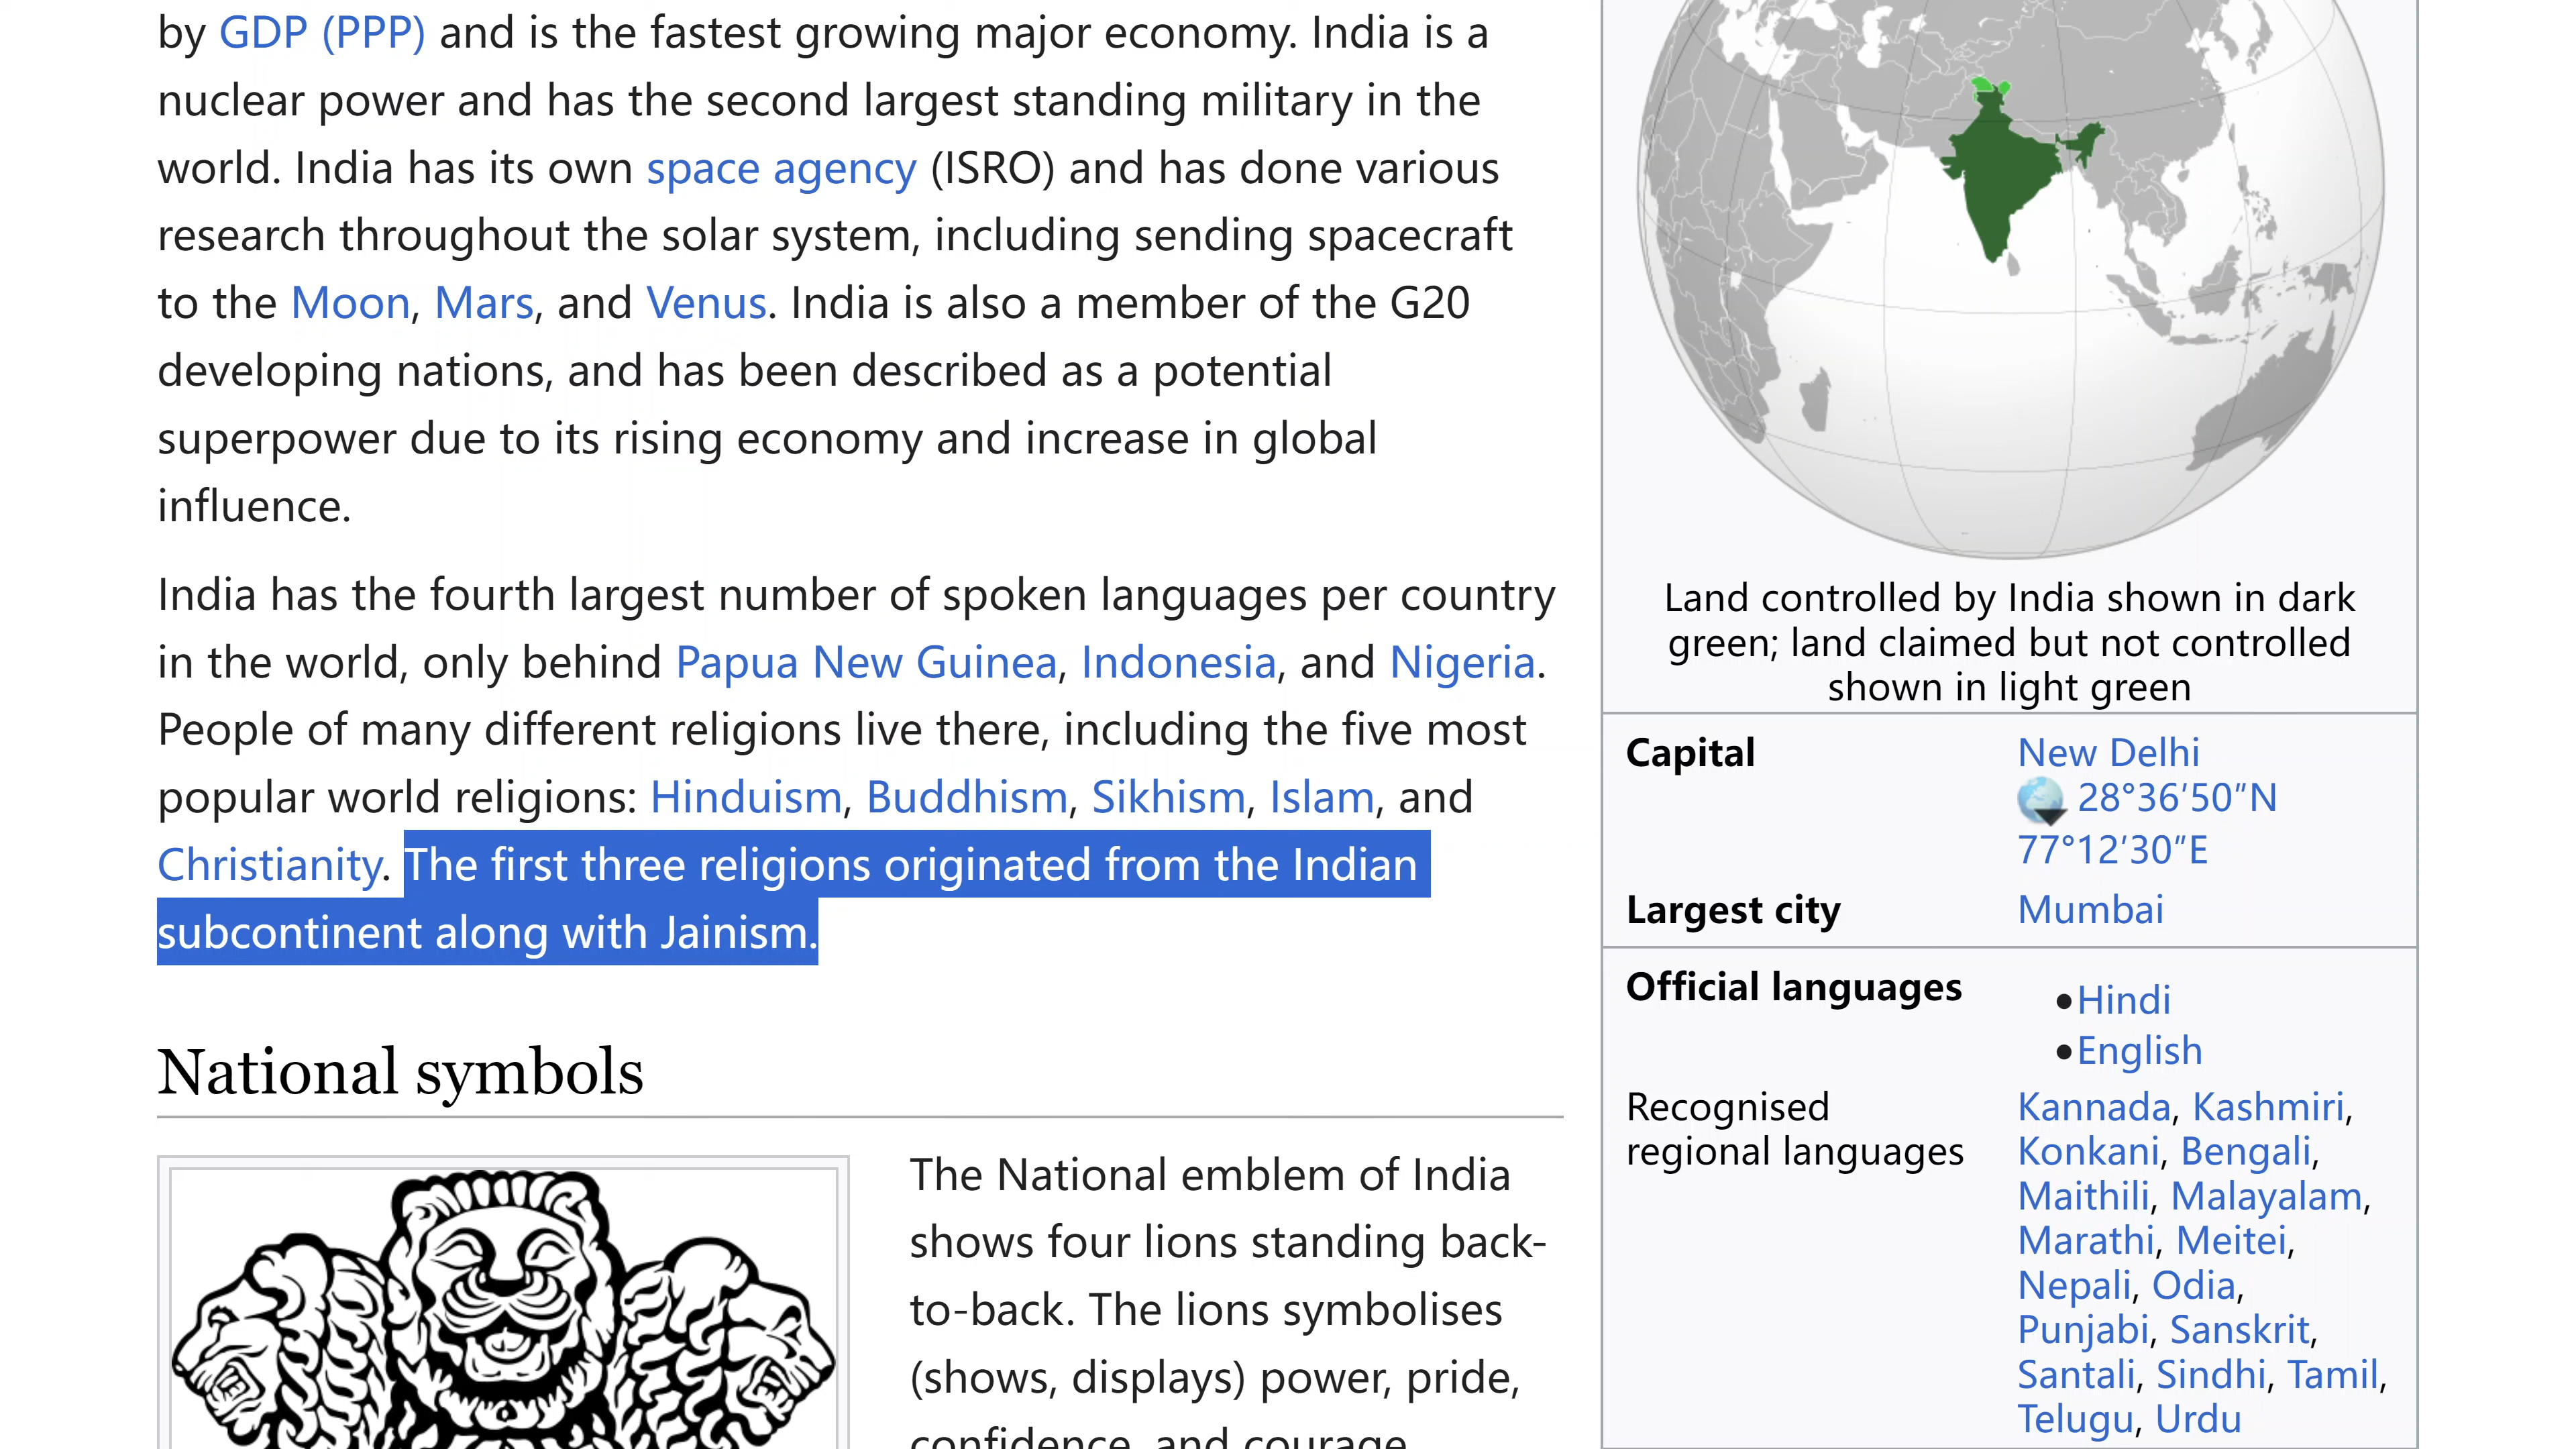 by GDP (PPP) and is the fastest growing major economy. India is a
nuclear power and has the second largest standing military in the
world. India has its own space agency (ISRO) and has done various
research throughout the solar system, including sending spacecraft
to the Moon, Mars, and Venus. India is also a member of the G20
developing nations, and has been described as a potential
superpower due to its rising economy and increase in global
influence.
India has the fourth largest number of spoken languages per country
in the world, only behind Papua New Guinea, Indonesia, and Nigeria.
People of many different religions live there, including the five most
popular world religions: Hinduism, Buddhism, Sikhism, Islam, and
Christianity. The first three religions originated from the Indian
subcontinent along with Jainism.
National symbols
The National emblem of India
shows four lions standing back-
to-back. The lions symbolises
(shows, displays) power, pride,
confidence, and courage
Land controlled by India shown in dark
green; land claimed but not controlled
shown in light green
Capital
New Delhi
28°36′50″N
77°12′30″E
Largest city
Mumbai
Official languages
•Hindi
•English
Recognised
regional languages
Kannada, Kashmiri,
Konkani, Bengali,
Maithili, Malayalam,
Marathi, Meitei,
Nepali, Odia,
Punjabi, Sanskrit,
Santali, Sindhi, Tamil,
Telugu, Urdu